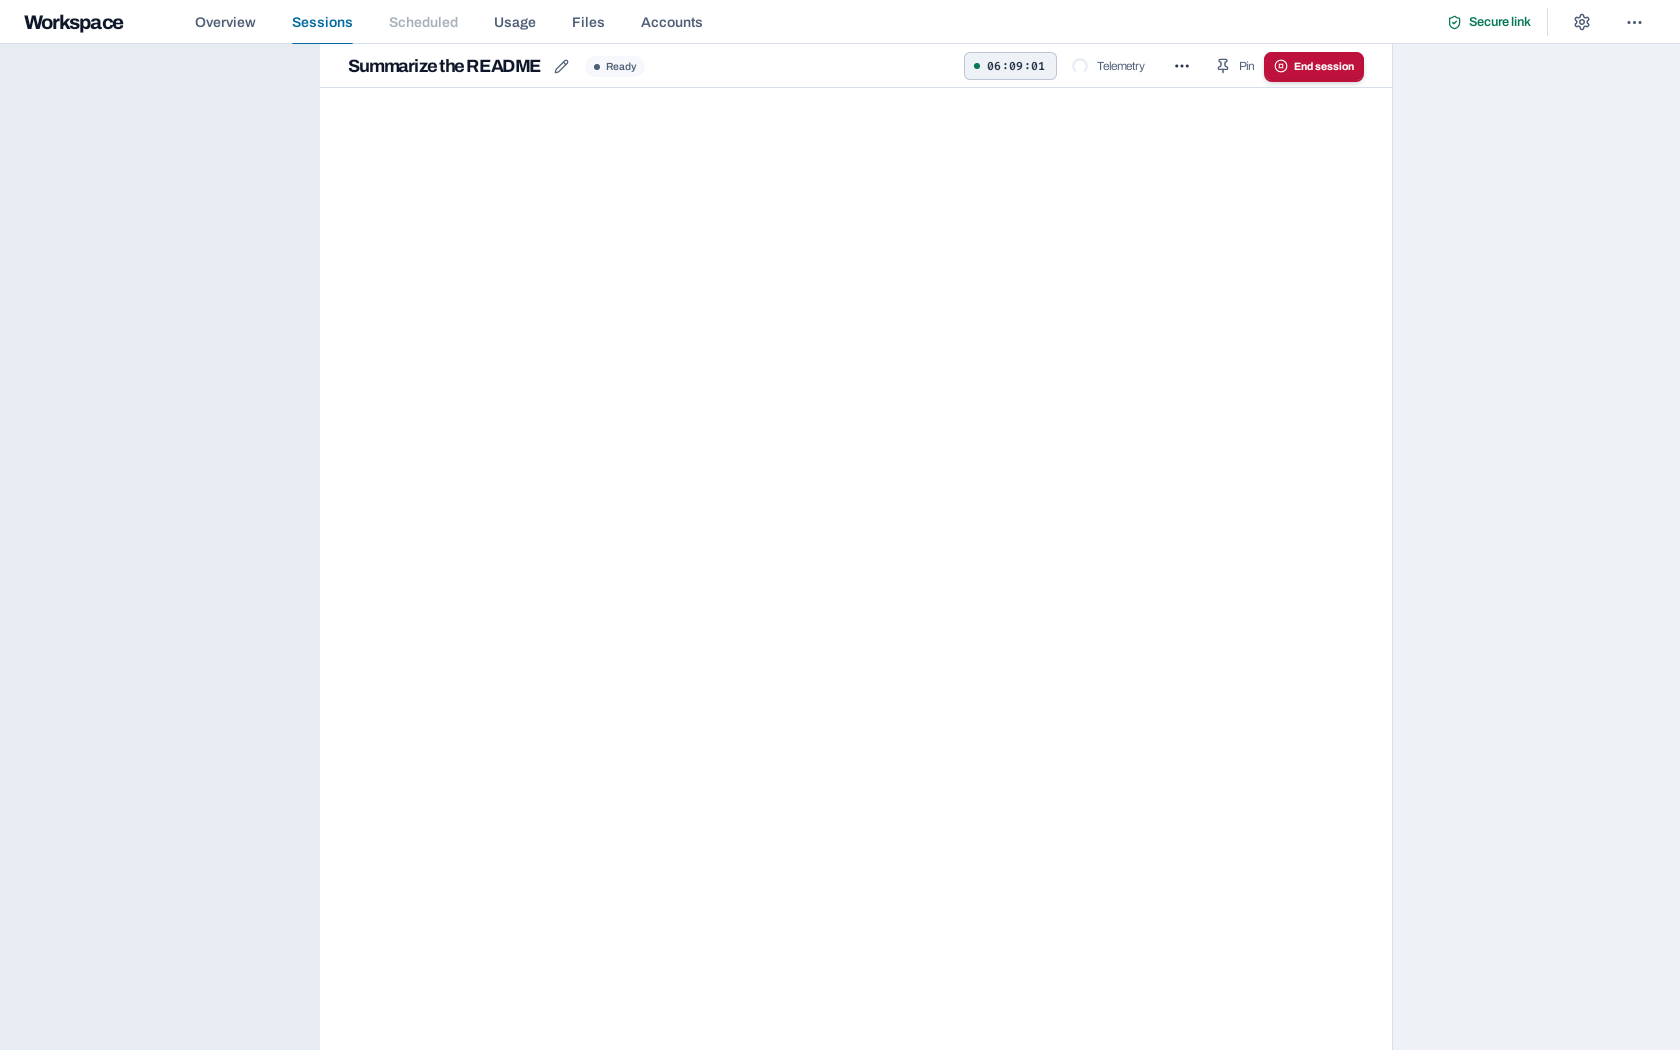 Workspace
Overview Sessions Scheduled Usage Files Accounts
Secure link
Summarize the README
Ready
06:09:01
Telemetry
Pin
End session